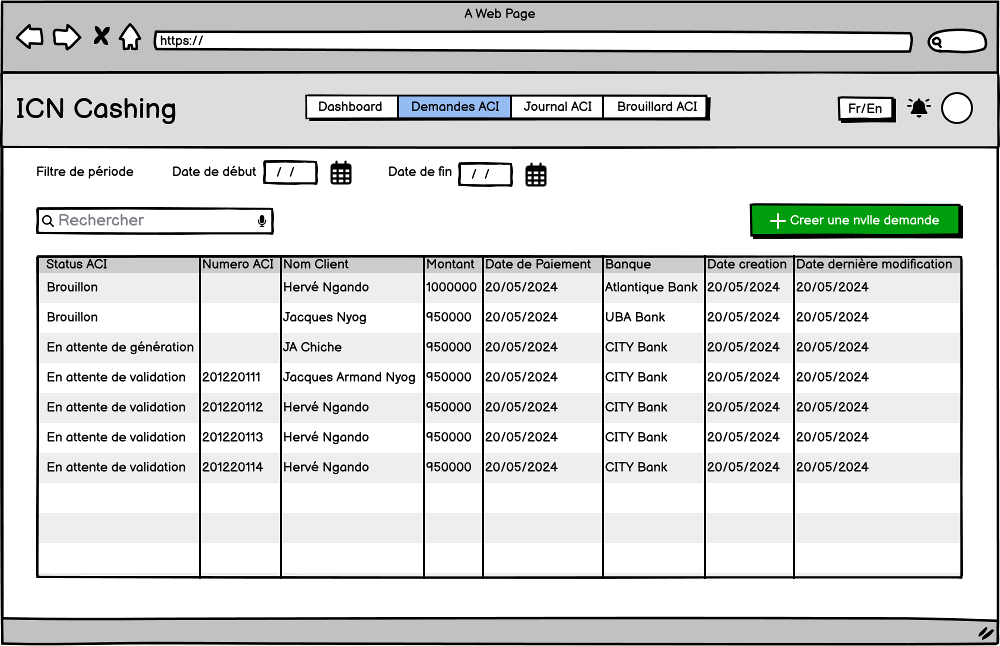 A Web Page
https://
ICN Cashing
Dashboard Demandes ACI Journal ACI Brouillard ACI
Fr/En
Filtre de période Date de début / / Date de fin / /
Rechercher
Creer une nvlle demande
Status ACI Numero ACI Nom Client Montant Date de Paiement Banque Date creation Date dernière modification
Brouillon Hervé Ngando 1000000 20/05/2024 Atlantique Bank 20/05/2024 20/05/2024
Brouillon Jacques Nyog 950000 20/05/2024 UBA Bank 20/05/2024 20/05/2024
En attente de génération JA Chiche 950000 20/05/2024 CITY Bank 20/05/2024 20/05/2024
En attente de validation 201220111 Jacques Armand Nyog 950000 20/05/2024 CITY Bank 20/05/2024 20/05/2024
En attente de validation 201220112 Hervé Ngando 950000 20/05/2024 CITY Bank 20/05/2024 20/05/2024
En attente de validation 201220113 Hervé Ngando 950000 20/05/2024 CITY Bank 20/05/2024 20/05/2024
En attente de validation 201220114 Hervé Ngando 950000 20/05/2024 CITY Bank 20/05/2024 20/05/2024